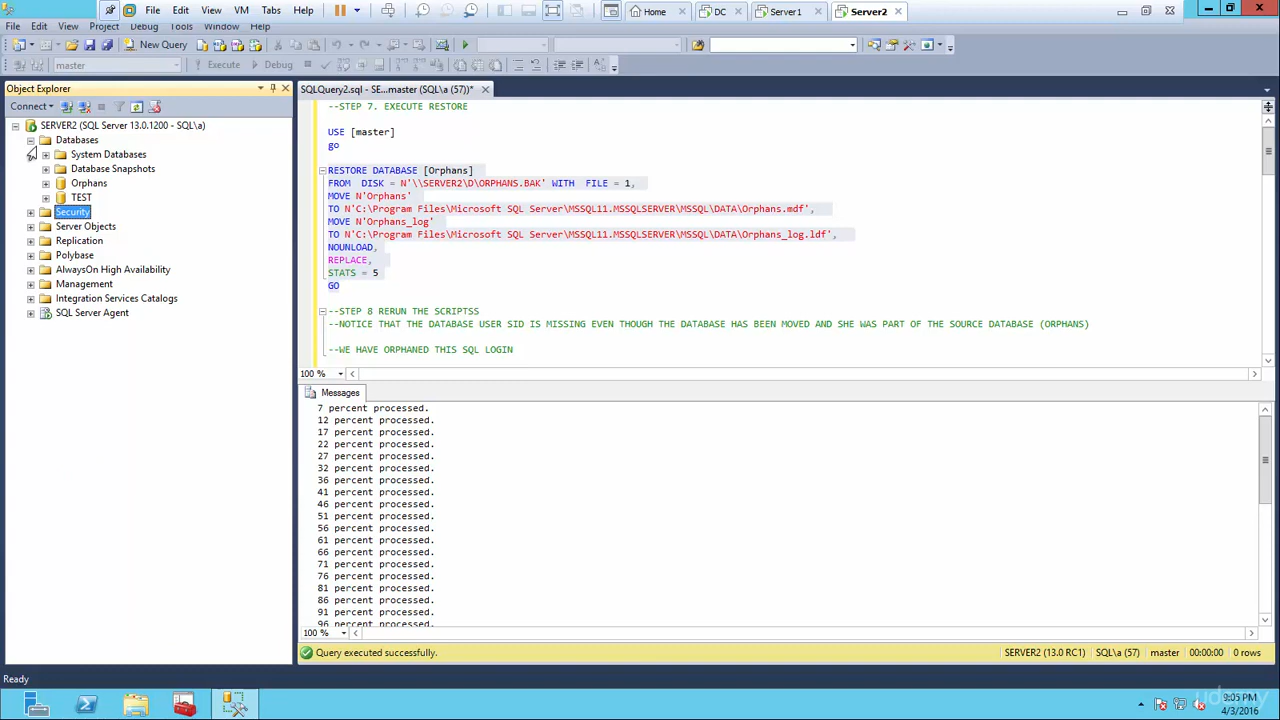 File Edit View VM Tabs Help Home DC Server1 Server2
File Edit View Project Debug Tools Window Help
New Query
master Execute Debug
Object Explorer
SQLQuery2.sql - SE...master (SQL\a (57))*
Connect
SERVER2 (SQL Server 13.0.1200 - SQL\a)
Databases
System Databases
Database Snapshots
Orphans
TEST
Security
Server Objects
Replication
Polybase
AlwaysOn High Availability
Management
Integration Services Catalogs
SQL Server Agent
--STEP 7. EXECUTE RESTORE
USE [master]
go
RESTORE DATABASE [Orphans]
FROM DISK = N'\\SERVER2\D\ORPHANS.BAK' WITH FILE = 1,
MOVE N'Orphans'
TO N'C:\Program Files\Microsoft SQL Server\MSSQL11.MSSQLSERVER\MSSQL\DATA\Orphans.mdf',
MOVE N'Orphans_log'
TO N'C:\Program Files\Microsoft SQL Server\MSSQL11.MSSQLSERVER\MSSQL\DATA\Orphans_log.ldf',
NOUNLOAD,
REPLACE,
STATS = 5
GO
--STEP 8 RERUN THE SCRIPTSS
--NOTICE THAT THE DATABASE USER SID IS MISSING EVEN THOUGH THE DATABASE HAS BEEN MOVED AND SHE WAS PART OF THE SOURCE DATABASE (ORPHANS)
--WE HAVE ORPHANED THIS SQL LOGIN
100 %
Messages
7 percent processed.
12 percent processed.
17 percent processed.
22 percent processed.
27 percent processed.
32 percent processed.
36 percent processed.
41 percent processed.
46 percent processed.
51 percent processed.
56 percent processed.
61 percent processed.
66 percent processed.
71 percent processed.
76 percent processed.
81 percent processed.
86 percent processed.
91 percent processed.
96 percent processed.
100 %
Query executed successfully. SERVER2 (13.0 RC1) SQL\a (57) master 00:00:00 0 rows
Ready
9:05 PM
4/3/2016
udemy